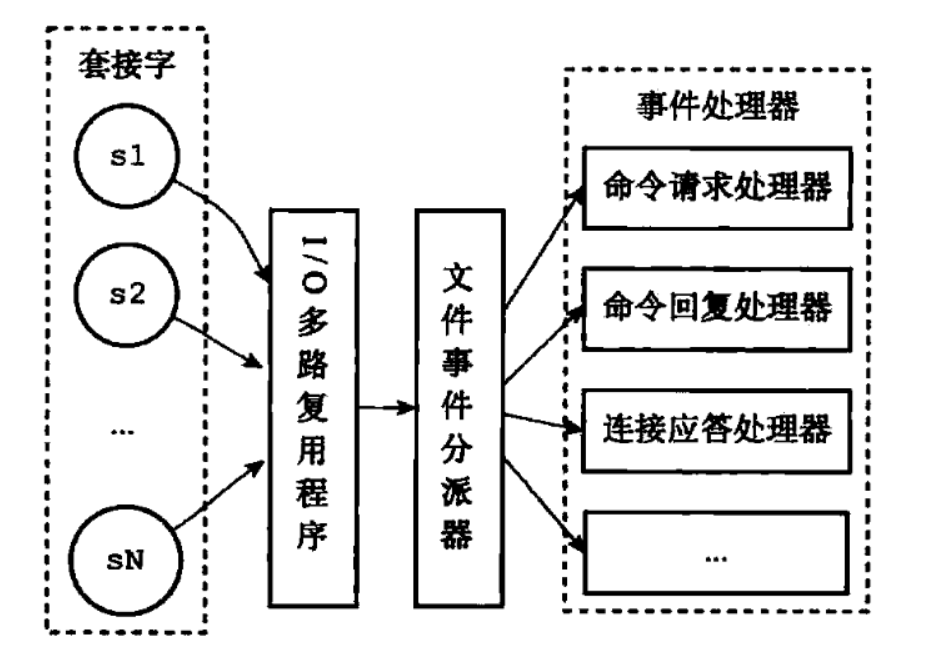 套接字
s1
s2
...
sN
I/O多路复用程序
文件事件分派器
事件处理器
命令请求处理器
命令回复处理器
连接应答处理器
...